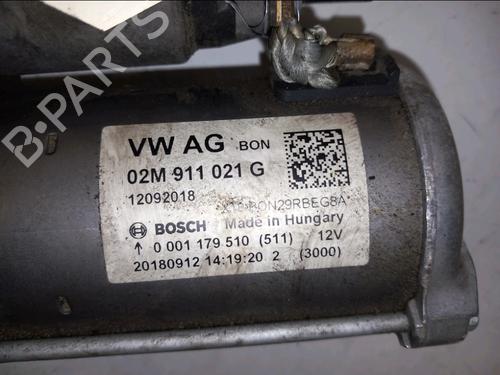 VW AG BON
02M 911 021 G
12092018
BOSCH Made in Hungary
↑ 0 001 179 510 (511) 12V
20180912 14:19:20 2 (3000)
B-PARTS